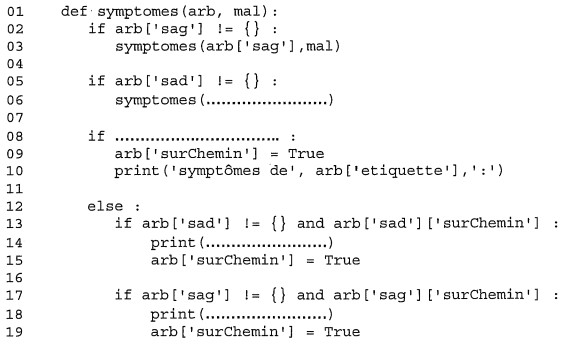 01 def symptomes(arb, mal):
02 if arb['sag'] != {} :
03 symptomes(arb['sag'],mal)
04
05 if arb['sad'] != {} :
06 symptomes(........................)
07
08 if ................................ :
09 arb['surChemin'] = True
10 print('symptômes de', arb['etiquette'],':')
11
12 else :
13 if arb['sad'] != {} and arb['sad']['surChemin'] :
14 print(........................)
15 arb['surChemin'] = True
16
17 if arb['sag'] != {} and arb['sag']['surChemin'] :
18 print(........................)
19 arb['surChemin'] = True